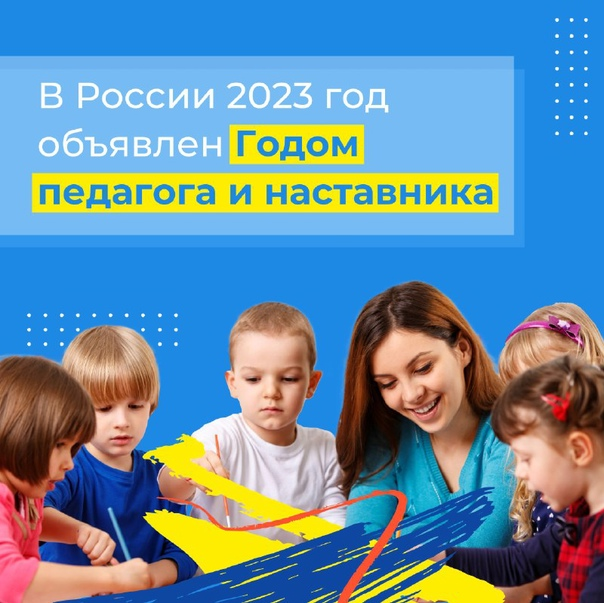 В России 2023 год
объявлен Годом
педагога и наставника